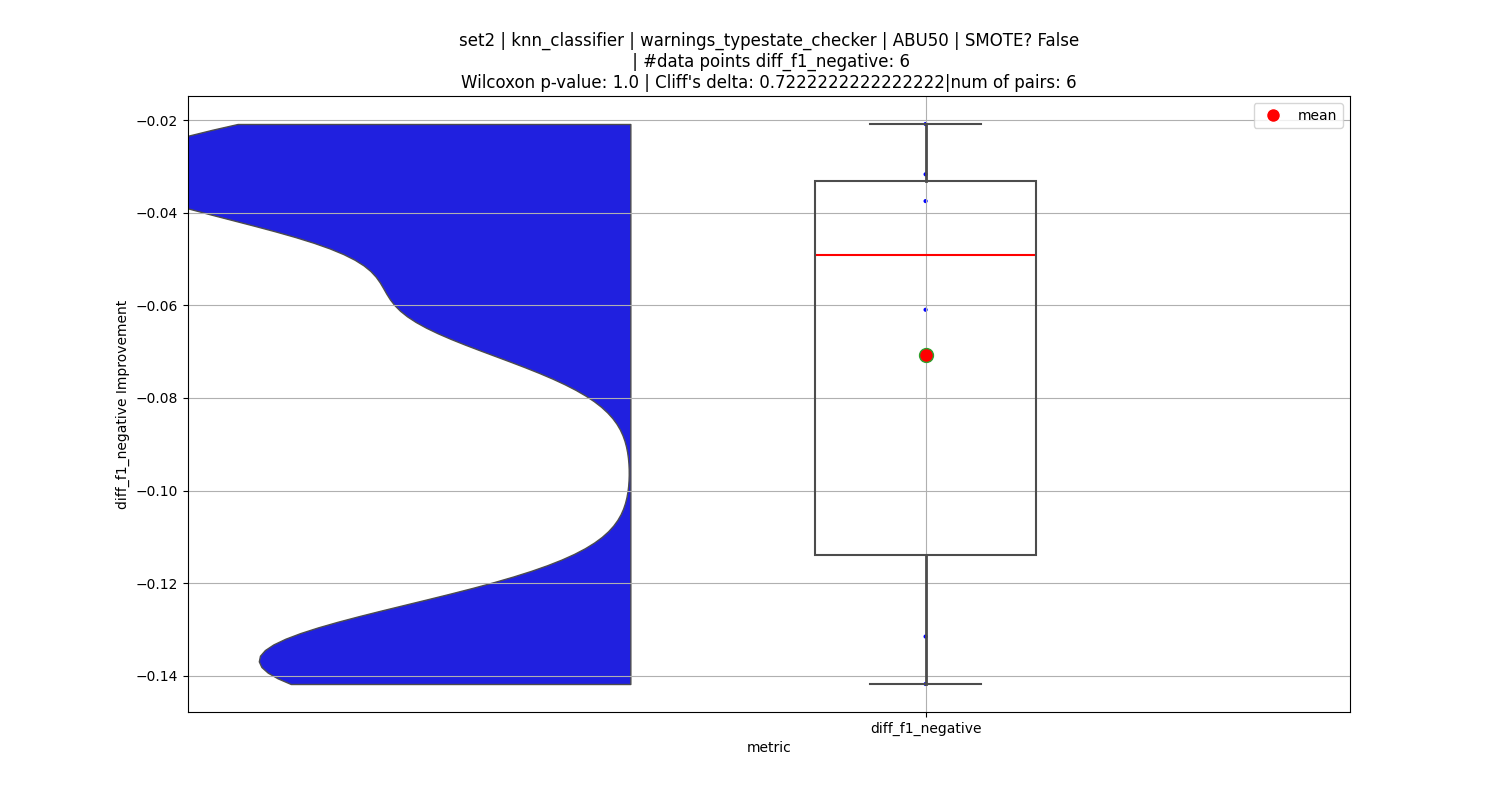 set2 | knn_classifier | warnings_typestate_checker | ABU50 | SMOTE? False
| #data points diff_f1_negative: 6
Wilcoxon p-value: 1.0 | Cliff's delta: 0.7222222222222222|num of pairs: 6
mean
−0.02
−0.04
−0.06
−0.08
−0.10
−0.12
−0.14
diff_f1_negative Improvement
diff_f1_negative
metric